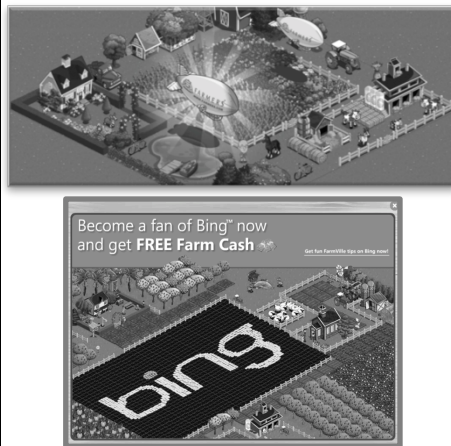 Become a fan of Bing™ now
and get FREE Farm Cash
Get fun FarmVille tips on Bing now!
bing